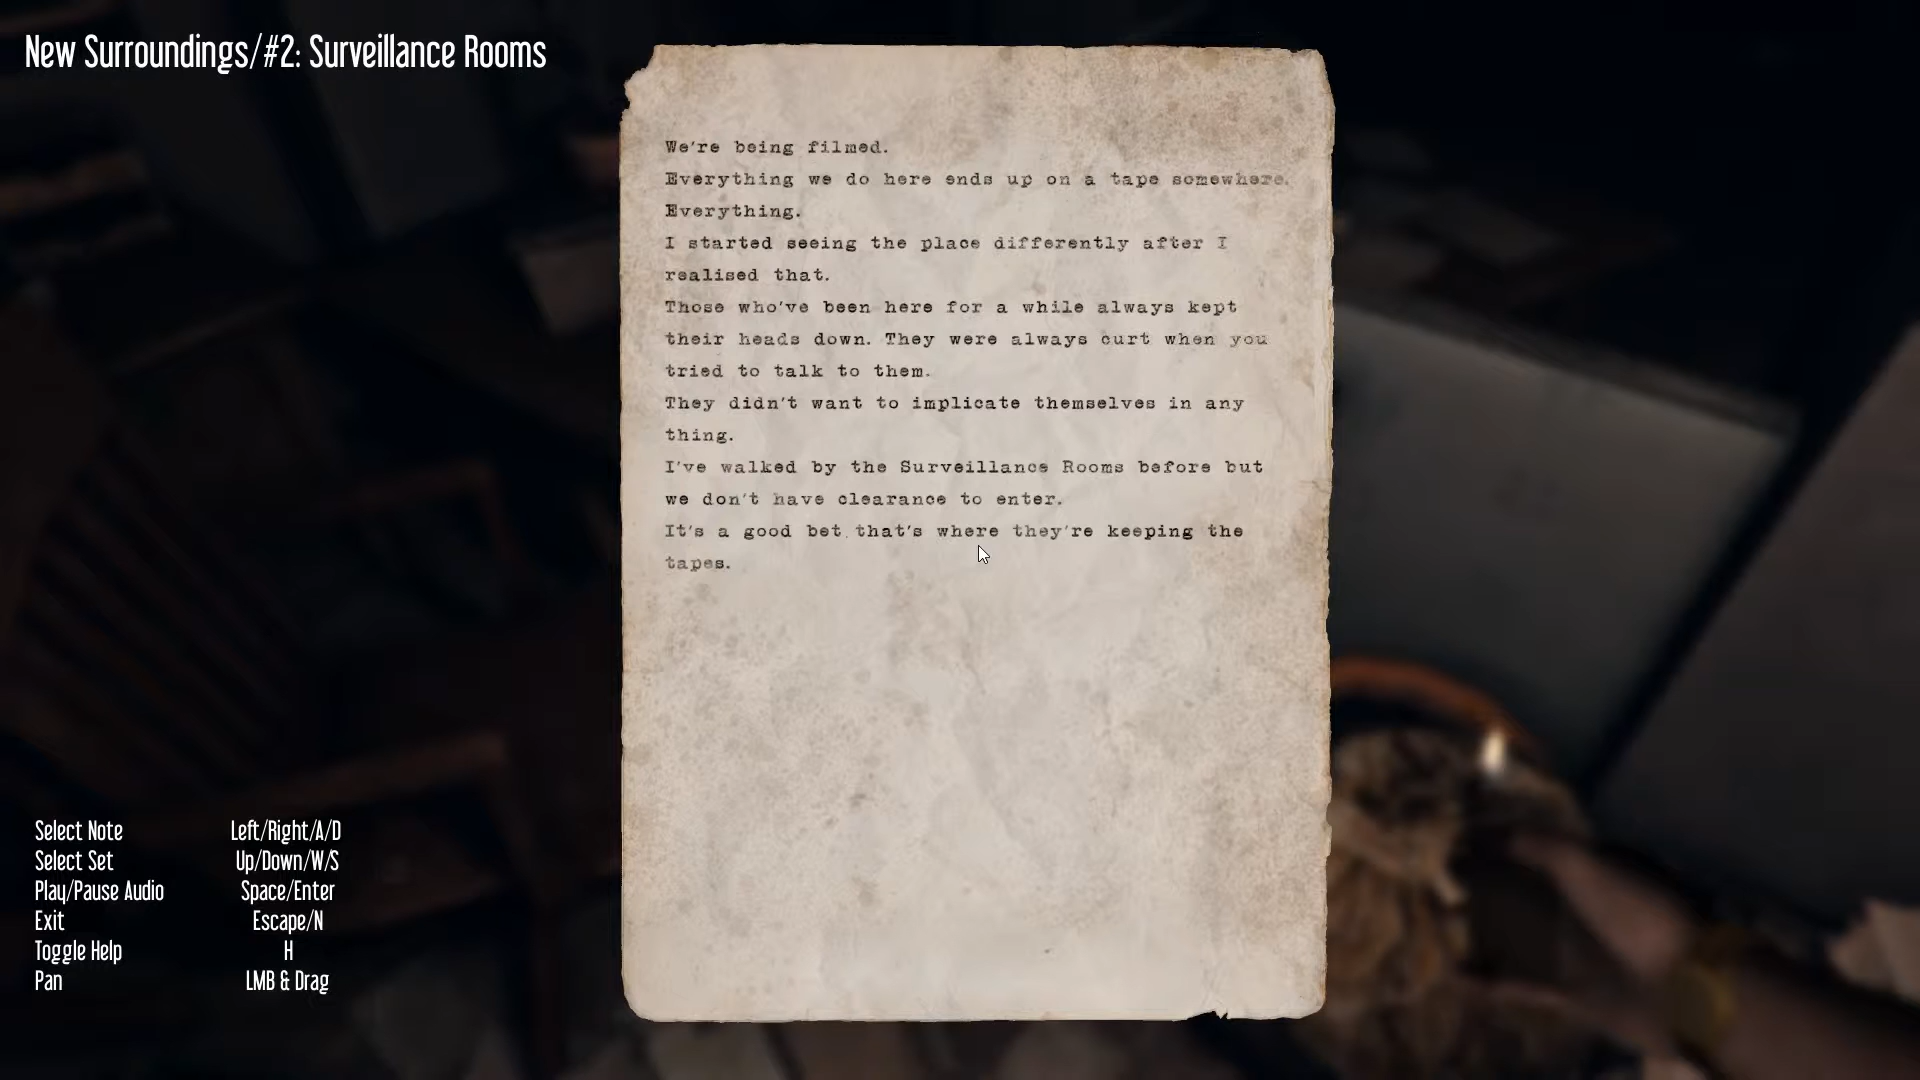 New Surroundings/#2: Surveillance Rooms
We're being filmed.
Everything we do here ends up on a tape somewhere.
Everything.
I started seeing the place differently after I
realised that.
Those who've been here for a while always kept
their heads down. They were always curt when you
tried to talk to them.
They didn't want to implicate themselves in any
thing.
I've walked by the Surveillance Rooms before but
we don't have clearance to enter.
It's a good bet that's where they're keeping the
tapes.
Select Note Left/Right/A/D
Select Set Up/Down/W/S
Play/Pause Audio Space/Enter
Exit Escape/N
Toggle Help H
Pan LMB & Drag